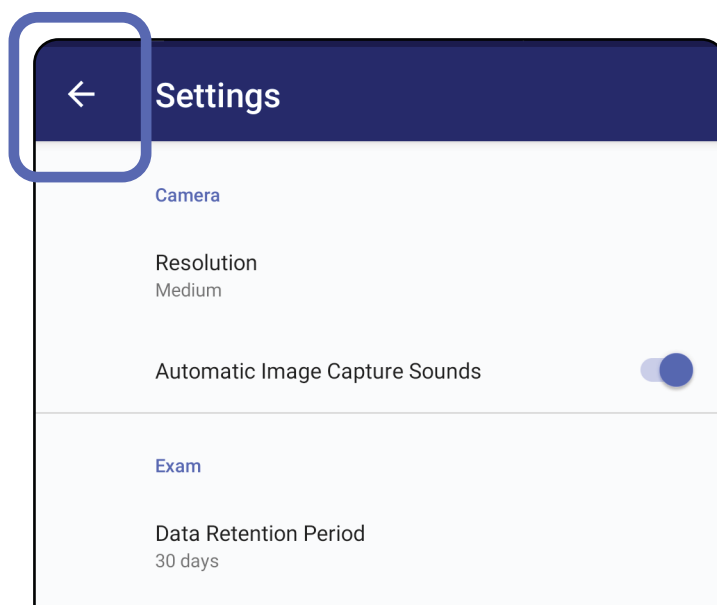 Settings
Camera
Resolution
Medium
Automatic Image Capture Sounds
Exam
Data Retention Period
30 days